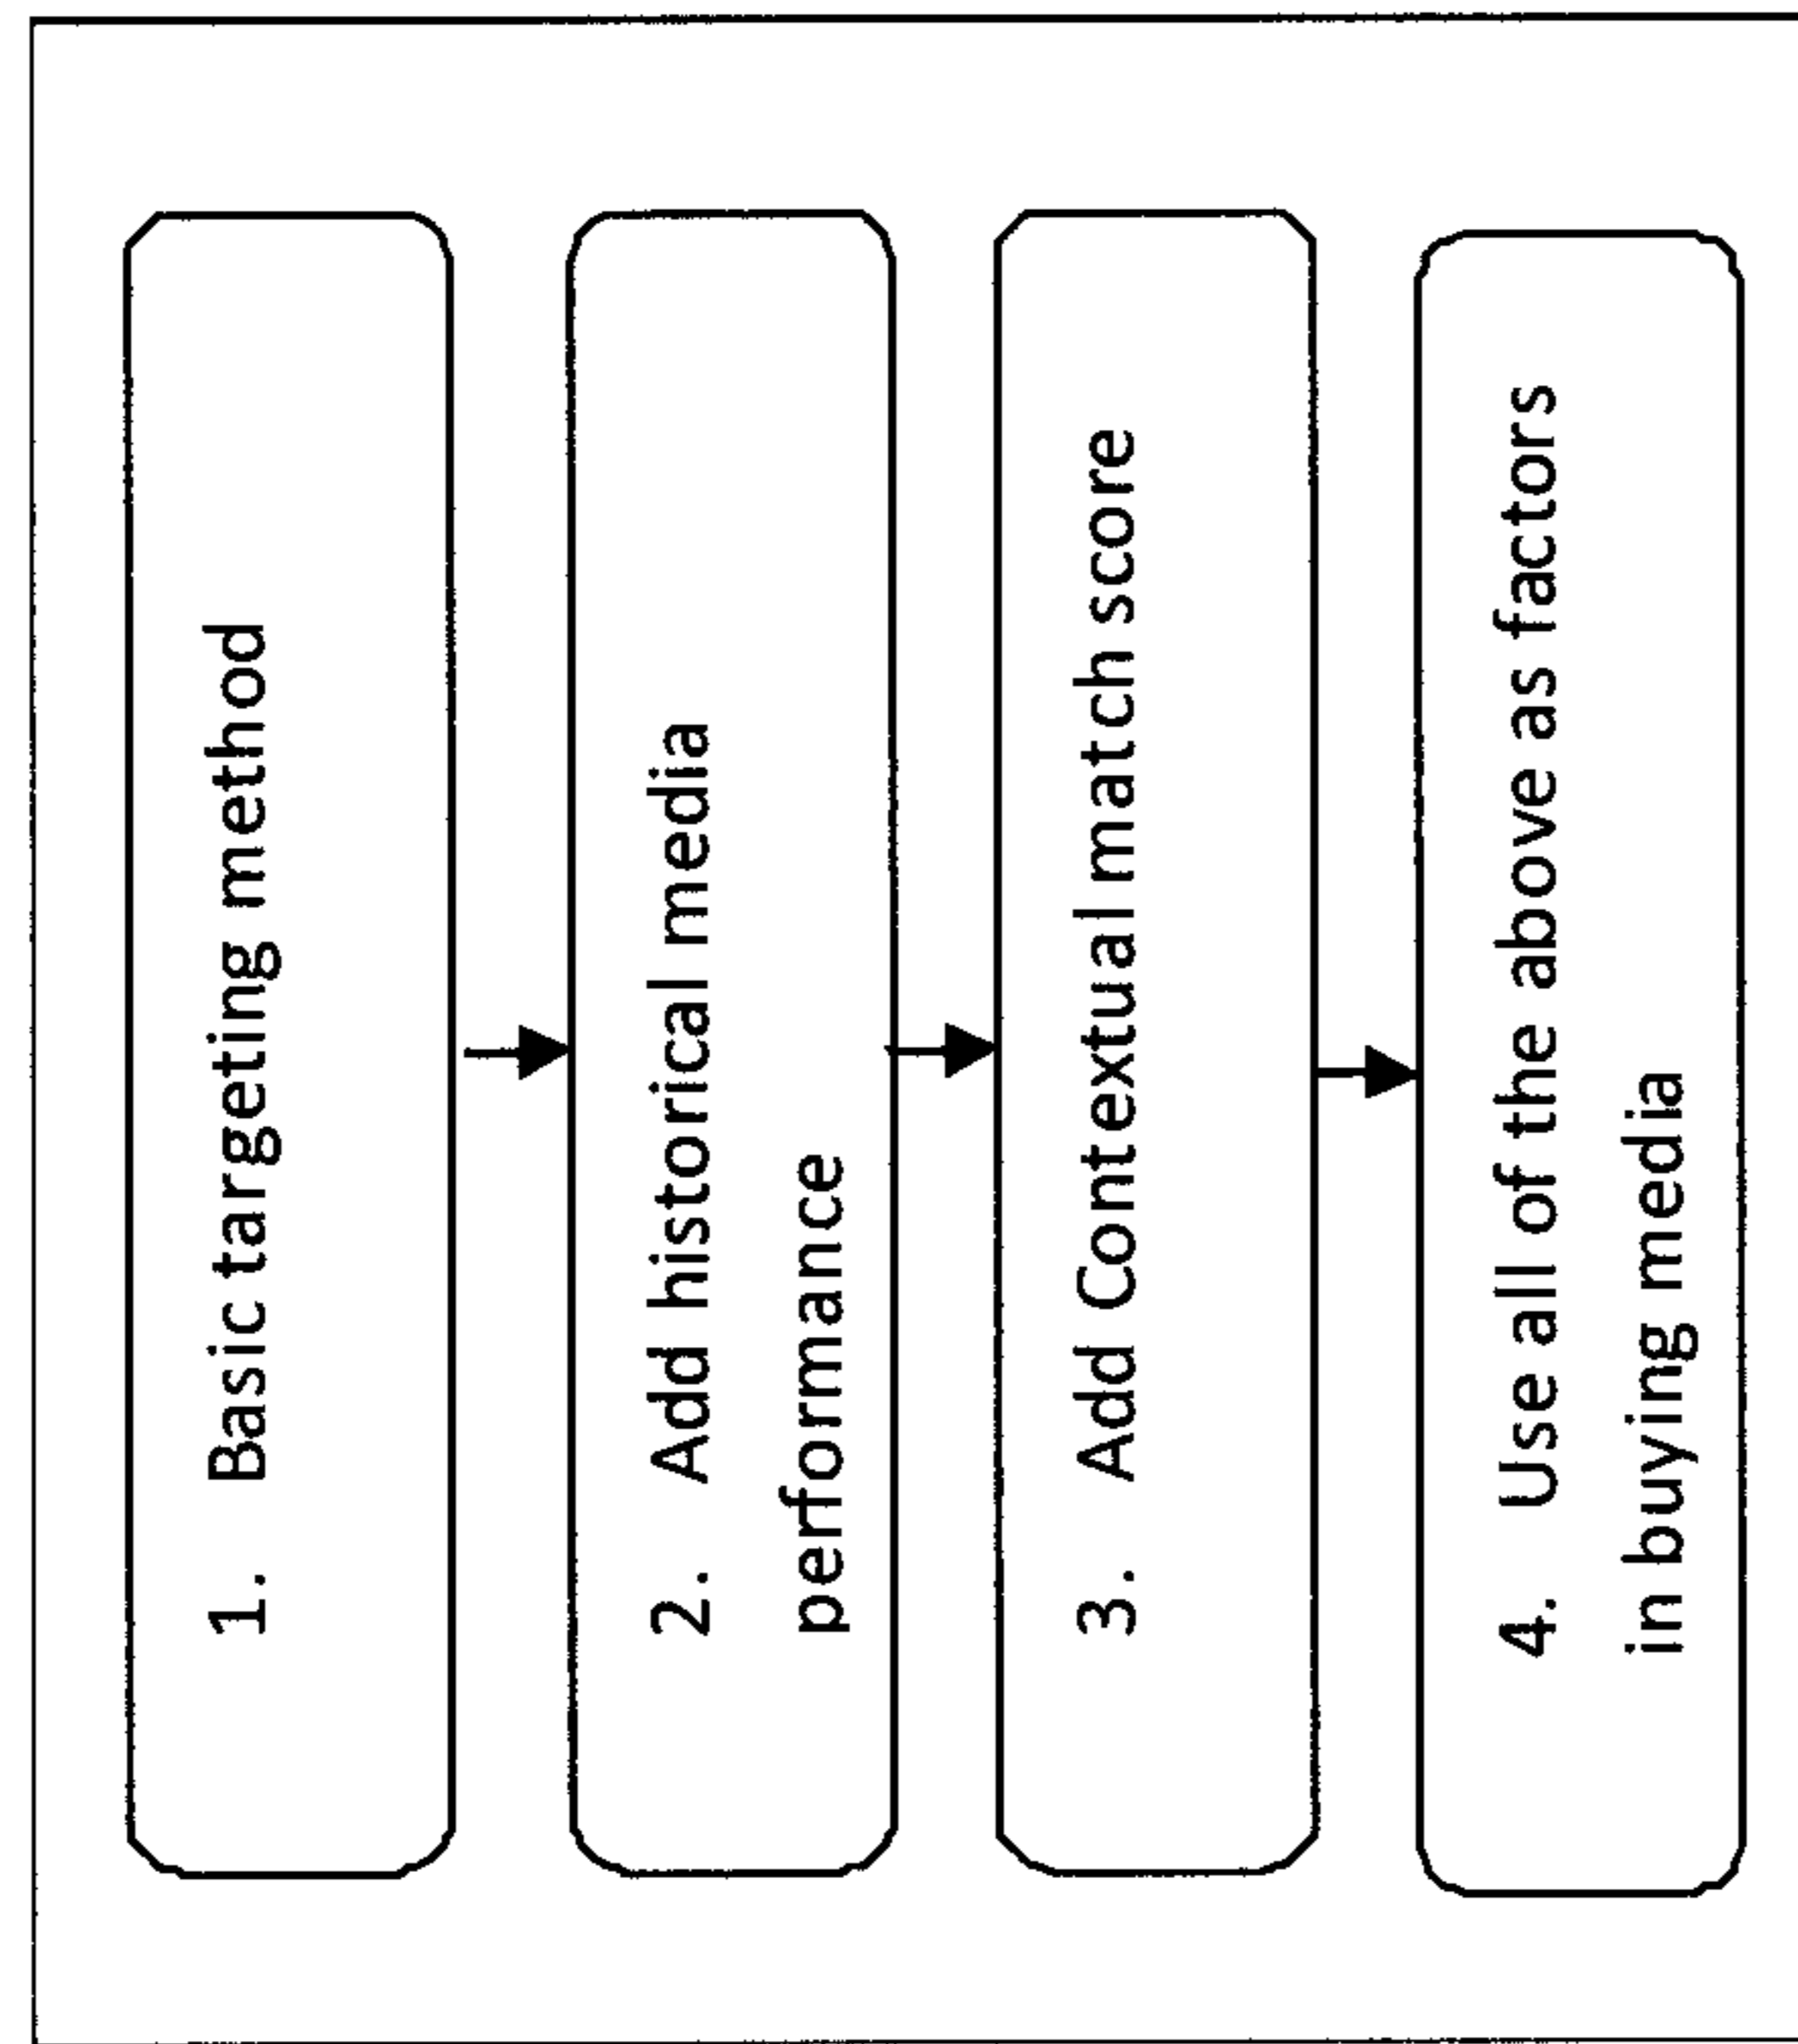 1. Basic targeting method
2. Add historical media
performance
3. Add Contextual match score
4. Use all of the above as factors
in buying media